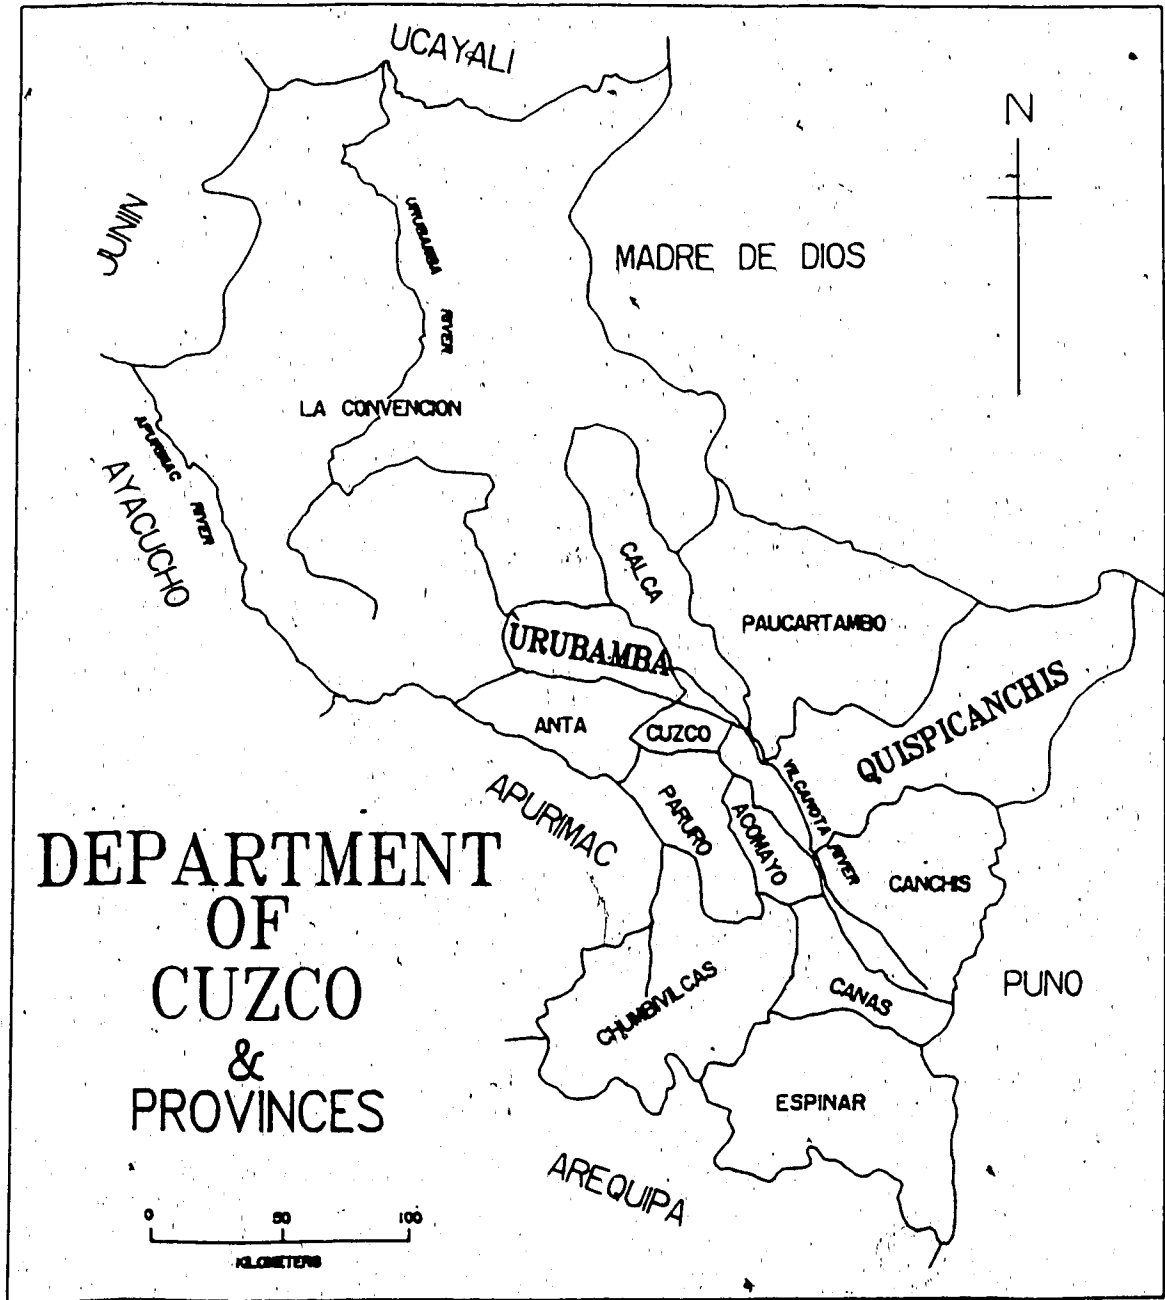 UCAYALI
N
JUNIN
URUBAMBA RIVER
MADRE DE DIOS
LA CONVENCION
APURIMAC RIVER
AYACUCHO
CALCA
PAUCARTAMBO
URUBAMBA
QUISPICANCHIS
ANTA
CUZCO
VILCANOTA RIVER
APURIMAC
PARURO
ACOMAYO
CANCHIS
DEPARTMENT
OF
CUZCO
&
PROVINCES
PUNO
CANAS
CHUMBIVILCAS
ESPINAR
AREQUIPA
0 50 100
KILOMETERS